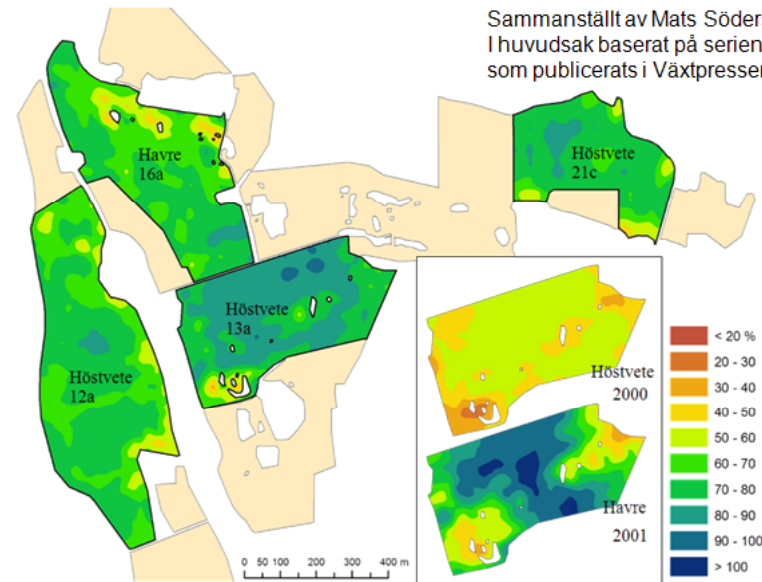 Sammanställt av Mats Söder
I huvudsak baserat på serien
som publicerats i Växtpressen
Havre
16a
Höstvete
21c
Höstvete
13a
Höstvete
12a
Höstvete
2000
Havre
2001
< 20 %
20 - 30
30 - 40
40 - 50
50 - 60
60 - 70
70 - 80
80 - 90
90 - 100
> 100
0 50 100 200 300 400 m